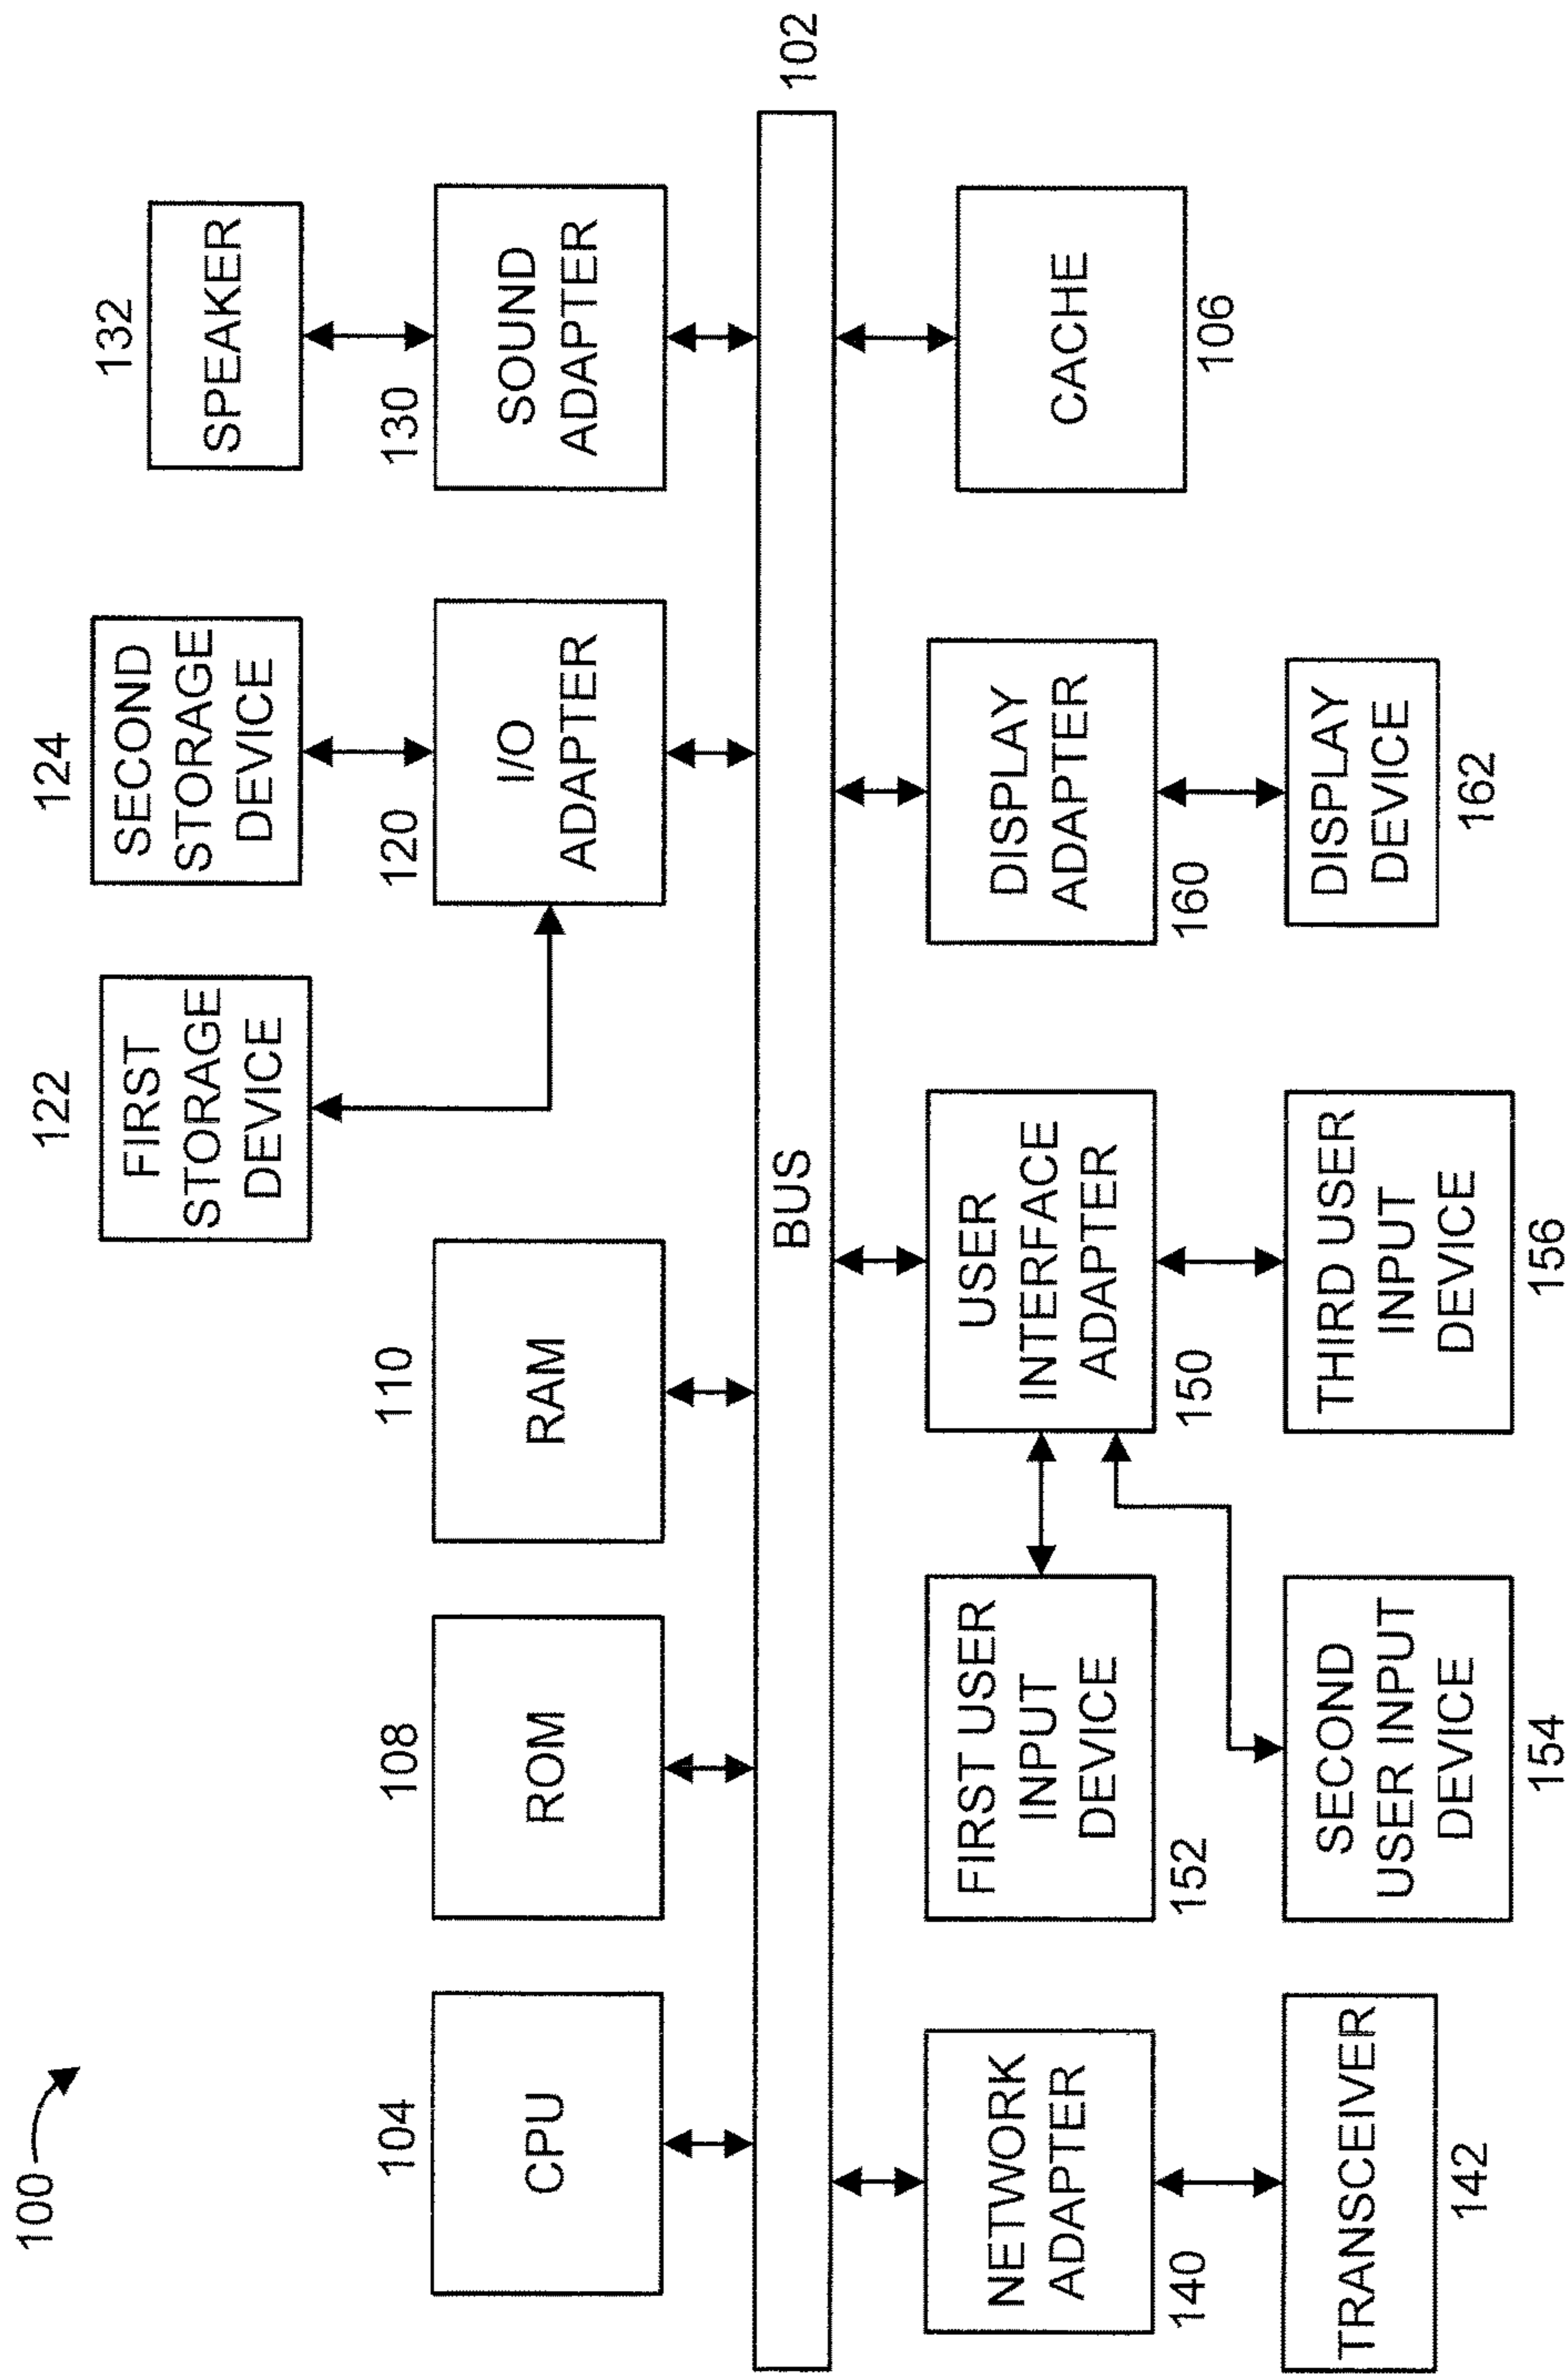 100
104
CPU
108
ROM
110
RAM
122
FIRST
STORAGE
DEVICE
124
SECOND
STORAGE
DEVICE
120
I/O
ADAPTER
132
SPEAKER
130
SOUND
ADAPTER
BUS
102
NETWORK
ADAPTER
140
TRANSCEIVER
142
FIRST USER
INPUT
DEVICE
152
SECOND
USER INPUT
DEVICE
154
USER
INTERFACE
ADAPTER
150
THIRD USER
INPUT
DEVICE
156
DISPLAY
ADAPTER
160
DISPLAY
DEVICE
162
CACHE
106